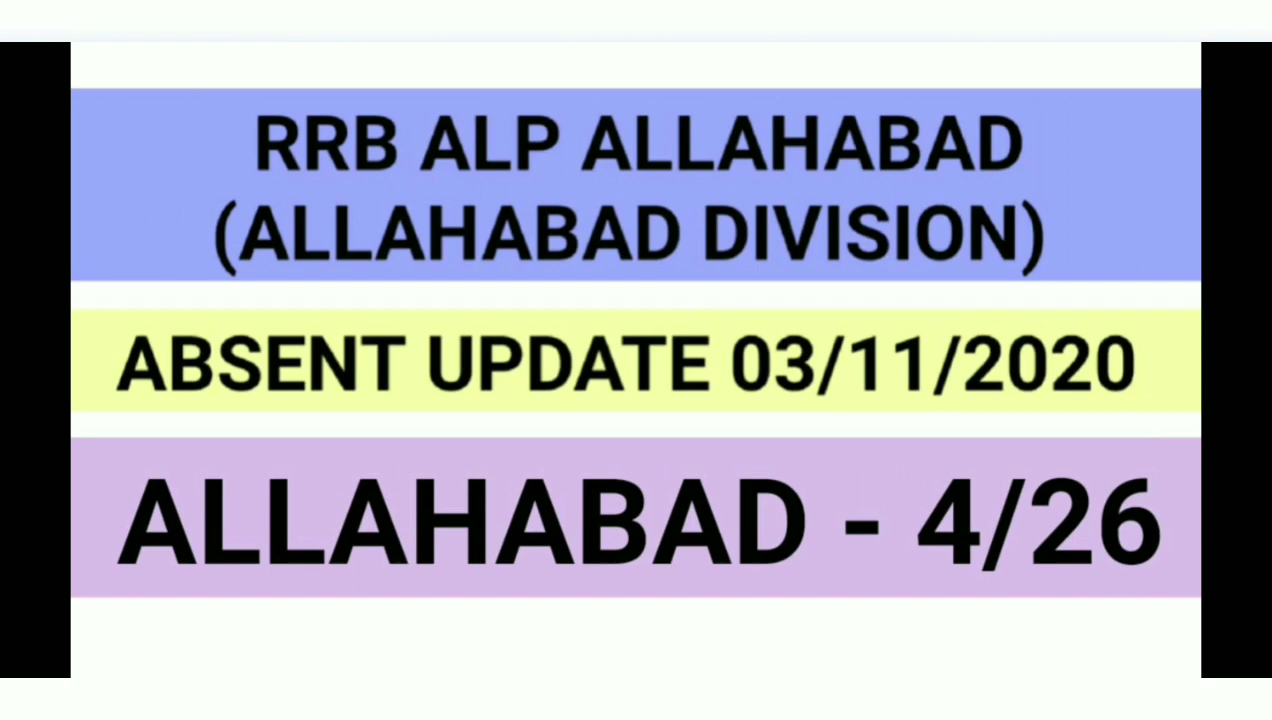 RRB ALP ALLAHABAD
(ALLAHABAD DIVISION)
ABSENT UPDATE 03/11/2020
ALLAHABAD - 4/26